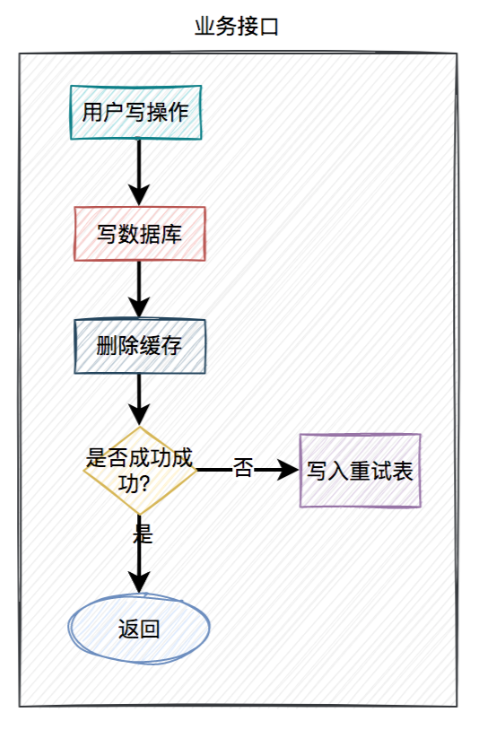 业务接口
用户写操作
写数据库
删除缓存
是否成功成
功?
否
写入重试表
是
返回